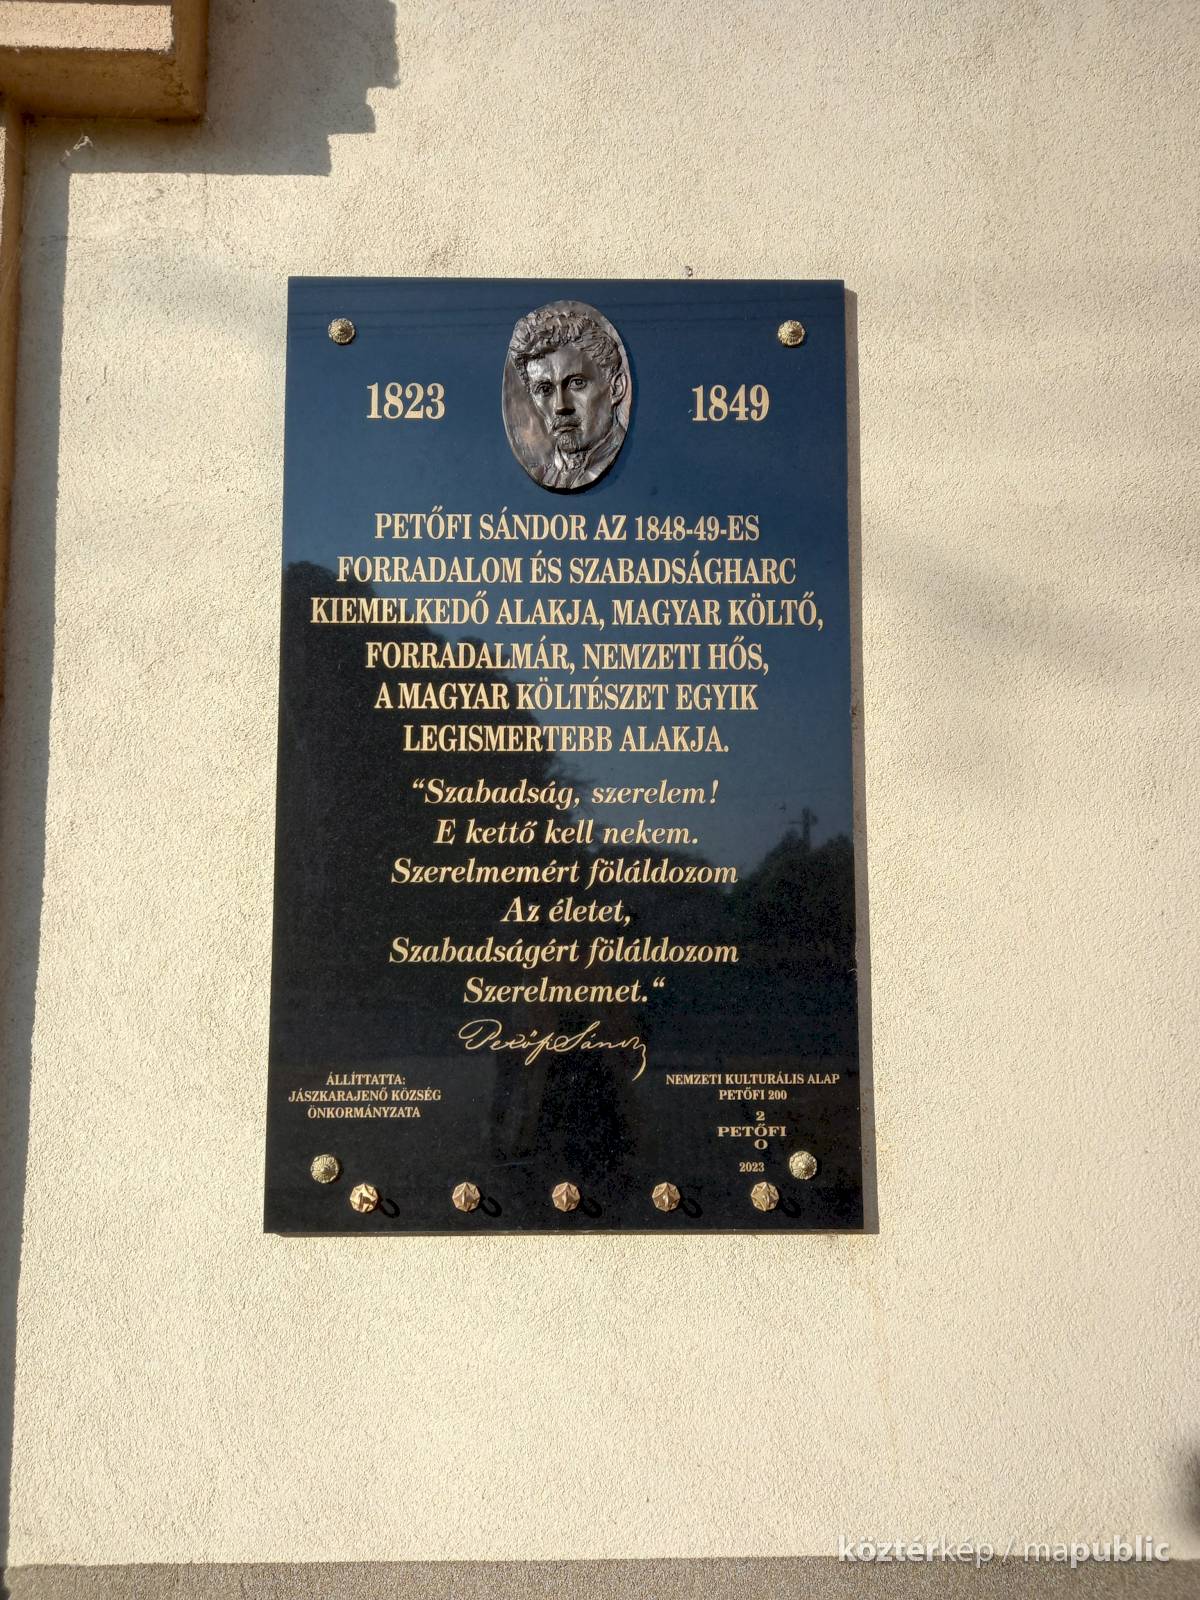 1823
1849
PETŐFI SÁNDOR AZ 1848-49-ES
FORRADALOM ÉS SZABADSÁGHARC
KIEMELKEDŐ ALAKJA, MAGYAR KÖLTŐ,
FORRADALMÁR, NEMZETI HŐS,
A MAGYAR KÖLTÉSZET EGYIK
LEGISMERTEBB ALAKJA.
“Szabadság, szerelem!
E kettő kell nekem.
Szerelmemért föláldozom
Az életet,
Szabadságért föláldozom
Szerelmemet.“
Petőfi Sándor
ÁLLÍTTATTA:
JÁSZKARAJENŐ KÖZSÉG
ÖNKORMÁNYZATA
NEMZETI KULTURÁLIS ALAP
PETŐFI 200
2
PETŐFI
O
2023
köztérkép / mapublic